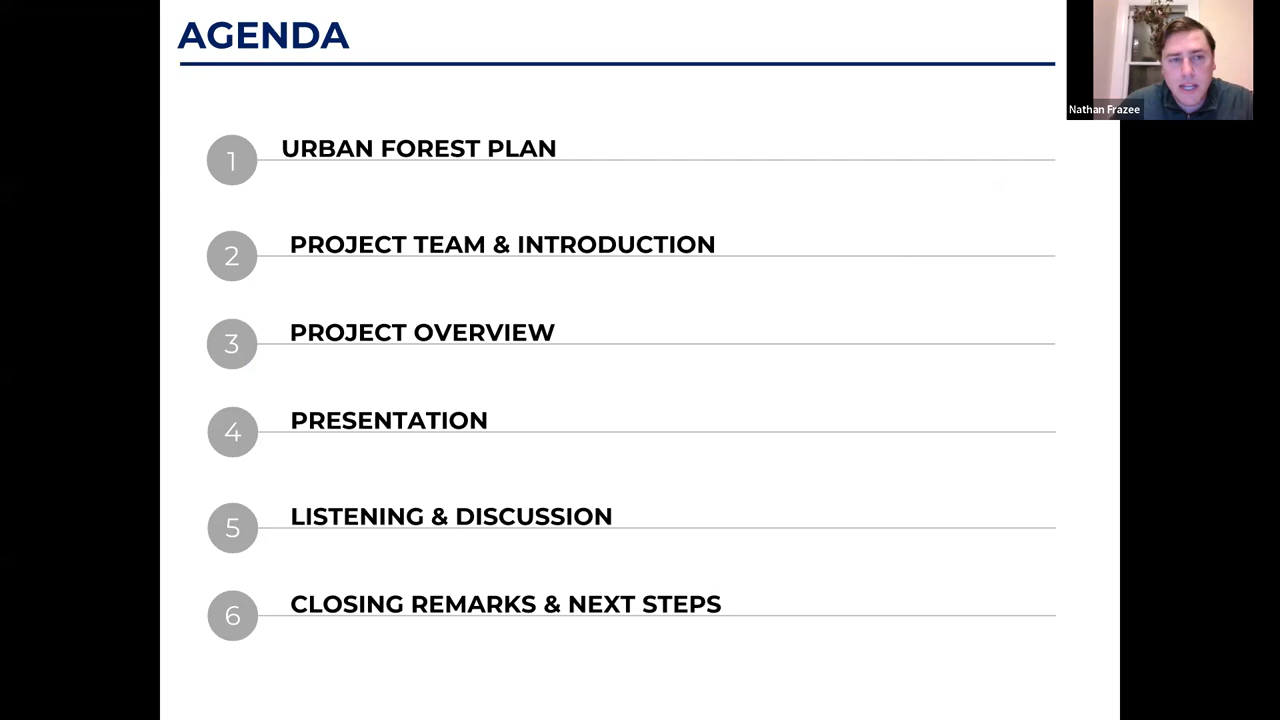 AGENDA
Nathan Frazee
1 URBAN FOREST PLAN
2 PROJECT TEAM & INTRODUCTION
3 PROJECT OVERVIEW
4 PRESENTATION
5 LISTENING & DISCUSSION
6 CLOSING REMARKS & NEXT STEPS